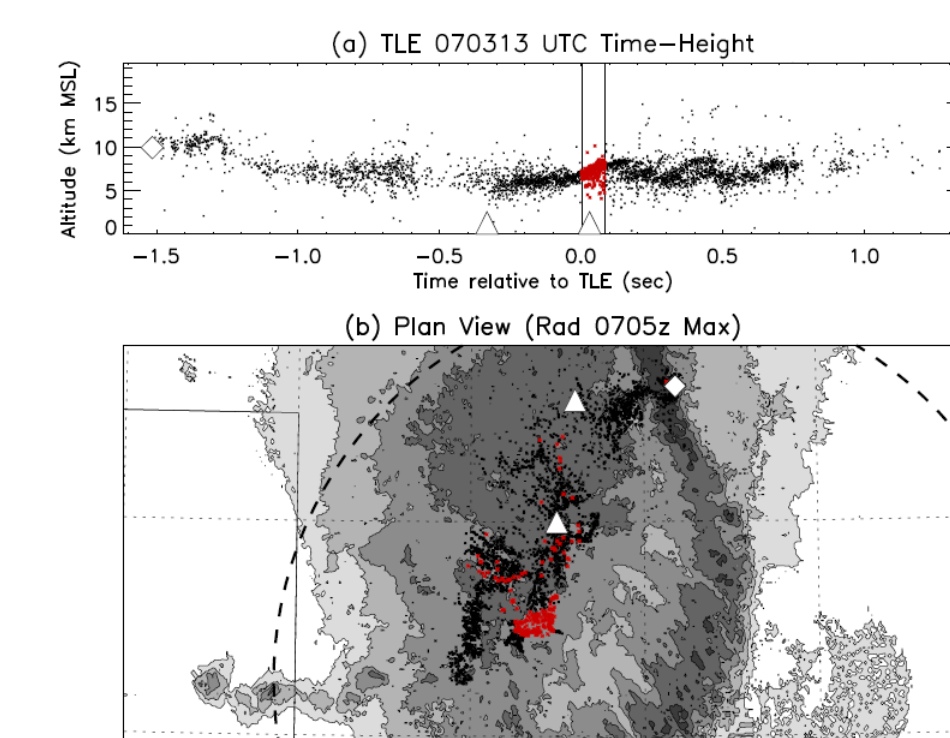 (a) TLE 070313 UTC Time-Height
Altitude (km MSL)
15
10
5
0
-1.5 -1.0 -0.5 0.0 0.5 1.0
Time relative to TLE (sec)
(b) Plan View (Rad 0705z Max)